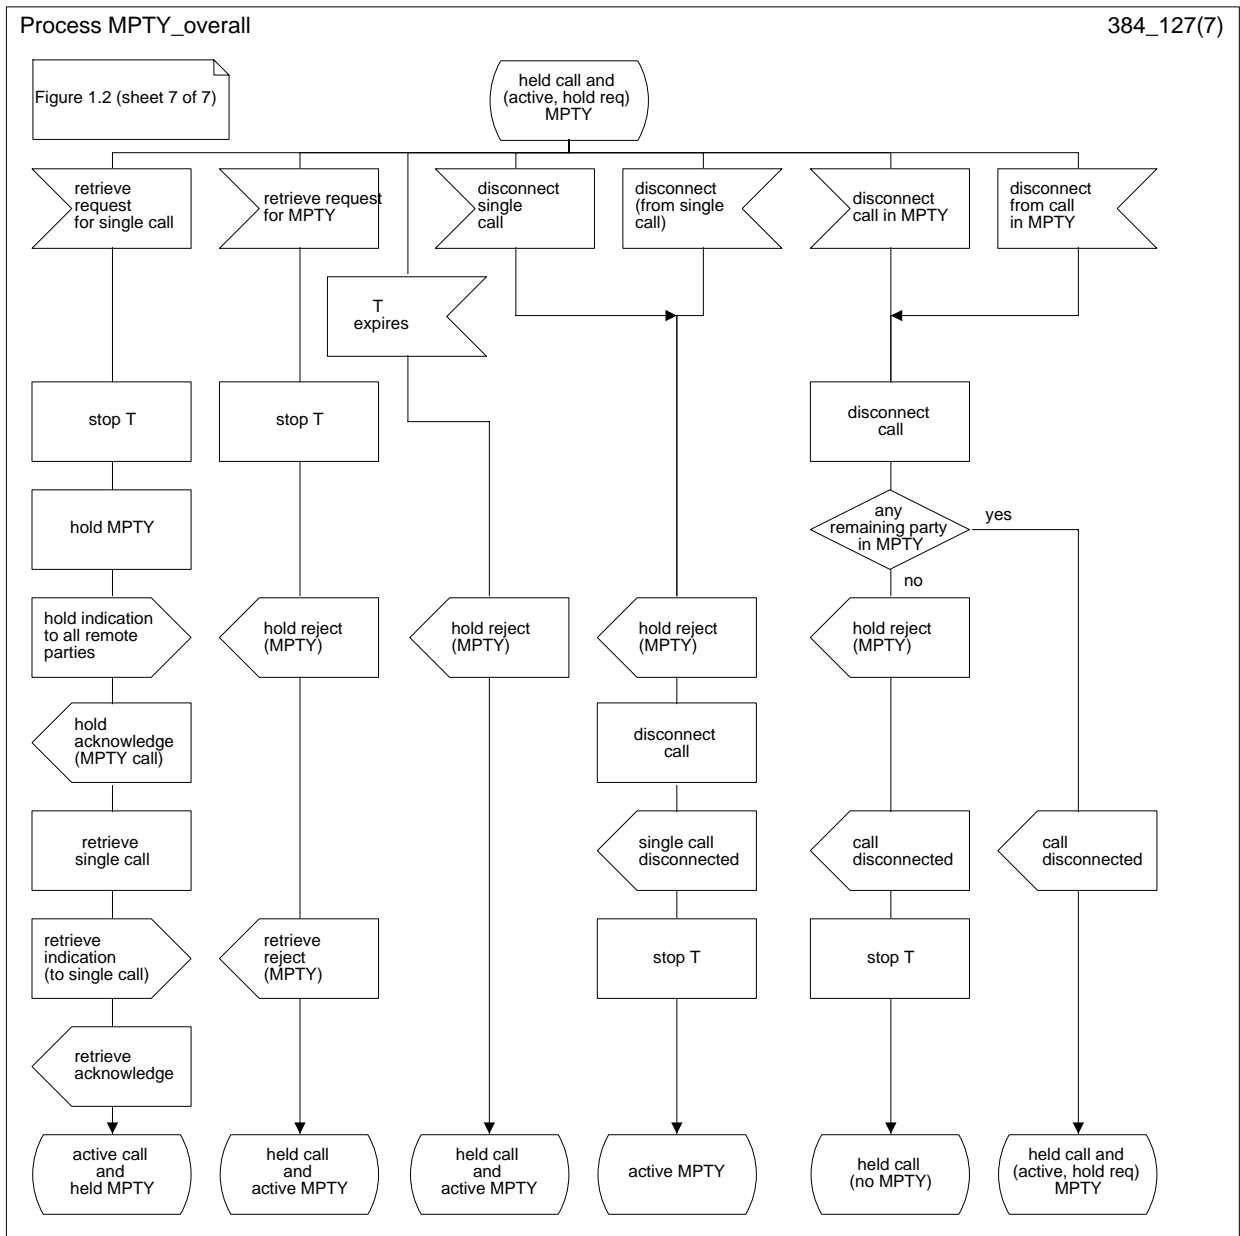 Process MPTY_overall
384_127(7)
Figure 1.2 (sheet 7 of 7)
held call and
(active, hold req)
MPTY
retrieve
request
for single call
retrieve request
for MPTY
disconnect
single
call
disconnect
(from single
call)
disconnect
call in MPTY
disconnect
from call
in MPTY
T
expires
stop T
stop T
disconnect
call
hold MPTY
any
remaining party
in MPTY
yes
no
hold indication
to all remote
parties
hold reject
(MPTY)
hold reject
(MPTY)
hold reject
(MPTY)
hold reject
(MPTY)
hold
acknowledge
(MPTY call)
disconnect
call
retrieve
single call
single call
disconnected
call
disconnected
call
disconnected
retrieve
indication
(to single call)
retrieve
reject
(MPTY)
stop T
stop T
retrieve
acknowledge
active call
and
held MPTY
held call
and
active MPTY
held call
and
active MPTY
active MPTY
held call
(no MPTY)
held call and
(active, hold req)
MPTY